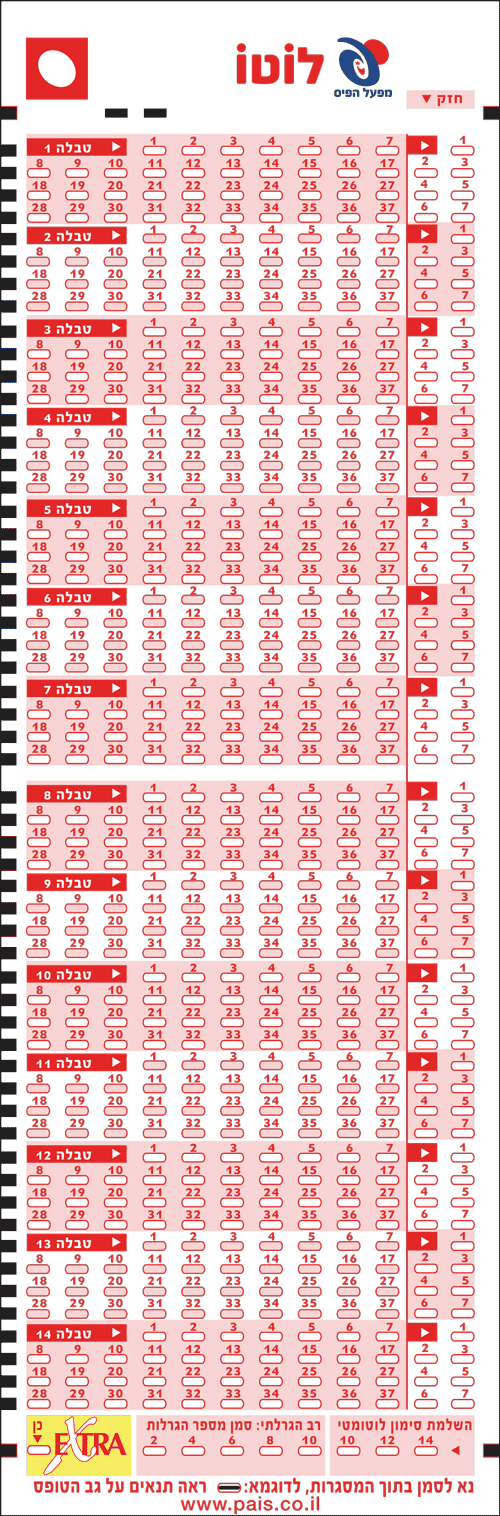 לוטו
מפעל הפיס
חזק
טבלה 1 1 2 3 4 5 6 7 1
8 9 10 11 12 13 14 15 16 17 2 3
18 19 20 21 22 23 24 25 26 27 4 5
28 29 30 31 32 33 34 35 36 37 6 7
טבלה 2 1 2 3 4 5 6 7 1
8 9 10 11 12 13 14 15 16 17 2 3
18 19 20 21 22 23 24 25 26 27 4 5
28 29 30 31 32 33 34 35 36 37 6 7
טבלה 3 1 2 3 4 5 6 7 1
8 9 10 11 12 13 14 15 16 17 2 3
18 19 20 21 22 23 24 25 26 27 4 5
28 29 30 31 32 33 34 35 36 37 6 7
טבלה 4 1 2 3 4 5 6 7 1
8 9 10 11 12 13 14 15 16 17 2 3
18 19 20 21 22 23 24 25 26 27 4 5
28 29 30 31 32 33 34 35 36 37 6 7
טבלה 5 1 2 3 4 5 6 7 1
8 9 10 11 12 13 14 15 16 17 2 3
18 19 20 21 22 23 24 25 26 27 4 5
28 29 30 31 32 33 34 35 36 37 6 7
טבלה 6 1 2 3 4 5 6 7 1
8 9 10 11 12 13 14 15 16 17 2 3
18 19 20 21 22 23 24 25 26 27 4 5
28 29 30 31 32 33 34 35 36 37 6 7
טבלה 7 1 2 3 4 5 6 7 1
8 9 10 11 12 13 14 15 16 17 2 3
18 19 20 21 22 23 24 25 26 27 4 5
28 29 30 31 32 33 34 35 36 37 6 7
טבלה 8 1 2 3 4 5 6 7 1
8 9 10 11 12 13 14 15 16 17 2 3
18 19 20 21 22 23 24 25 26 27 4 5
28 29 30 31 32 33 34 35 36 37 6 7
טבלה 9 1 2 3 4 5 6 7 1
8 9 10 11 12 13 14 15 16 17 2 3
18 19 20 21 22 23 24 25 26 27 4 5
28 29 30 31 32 33 34 35 36 37 6 7
טבלה 10 1 2 3 4 5 6 7 1
8 9 10 11 12 13 14 15 16 17 2 3
18 19 20 21 22 23 24 25 26 27 4 5
28 29 30 31 32 33 34 35 36 37 6 7
טבלה 11 1 2 3 4 5 6 7 1
8 9 10 11 12 13 14 15 16 17 2 3
18 19 20 21 22 23 24 25 26 27 4 5
28 29 30 31 32 33 34 35 36 37 6 7
טבלה 12 1 2 3 4 5 6 7 1
8 9 10 11 12 13 14 15 16 17 2 3
18 19 20 21 22 23 24 25 26 27 4 5
28 29 30 31 32 33 34 35 36 37 6 7
טבלה 13 1 2 3 4 5 6 7 1
8 9 10 11 12 13 14 15 16 17 2 3
18 19 20 21 22 23 24 25 26 27 4 5
28 29 30 31 32 33 34 35 36 37 6 7
טבלה 14 1 2 3 4 5 6 7 1
8 9 10 11 12 13 14 15 16 17 2 3
18 19 20 21 22 23 24 25 26 27 4 5
28 29 30 31 32 33 34 35 36 37 6 7
השלמת סימון לוטומטי
10 12 14
רב הגרלתי: סמן מספר הגרלות
2 4 6 8 10
כן
EXTRA
נא לסמן בתוך המסגרות, לדוגמא: ראה תנאים על גב הטופס
www.pais.co.il